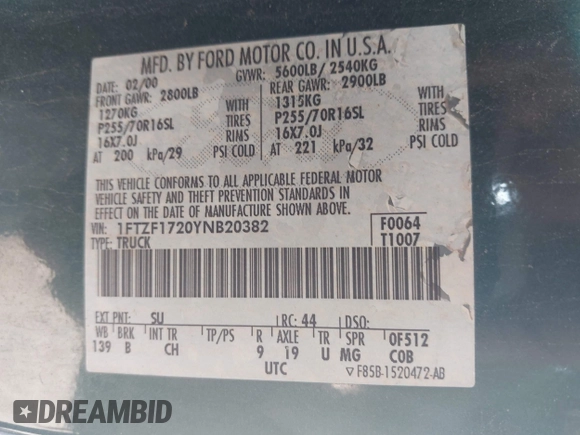 MFD. BY FORD MOTOR CO. IN U.S.A.
DATE: 02/00 GVWR: 5600LB/ 2540KG
FRONT GAWR: 2800LB REAR GAWR: 2900LB
1270KG WITH 1315KG WITH
P255/70R16SL TIRES P255/70R16SL TIRES
16X7.0J RIMS 16X7.0J RIMS
AT 200 kPa/29 PSI COLD AT 221 kPa/32 PSI COLD
THIS VEHICLE CONFORMS TO ALL APPLICABLE FEDERAL MOTOR
VEHICLE SAFETY AND THEFT PREVENTION STANDARDS IN
EFFECT ON THE DATE OF MANUFACTURE SHOWN ABOVE.
VIN: 1FTZF1720YNB20382 F0064
TYPE: TRUCK T1007
EXT PNT: SU RC: 44 DSO:
WB BRK INT TR TP/PS R AXLE TR SPR 0F512
139 B CH 9 19 U MG COB
UTC ▽ F85B-1520472-AB
DREAMBID